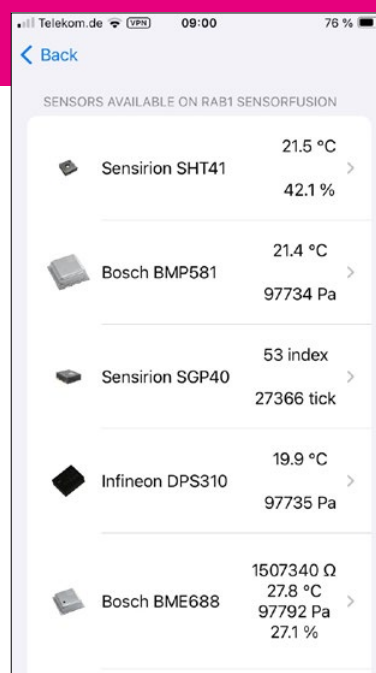 Telekom.de VPN 09:00 76 %
Back
SENSORS AVAILABLE ON RAB1 SENSORFUSION
Sensirion SHT41
21.5 °C
42.1 %
Bosch BMP581
21.4 °C
97734 Pa
Sensirion SGP40
53 index
27366 tick
Infineon DPS310
19.9 °C
97735 Pa
Bosch BME688
1507340 Ω
27.8 °C
97792 Pa
27.1 %